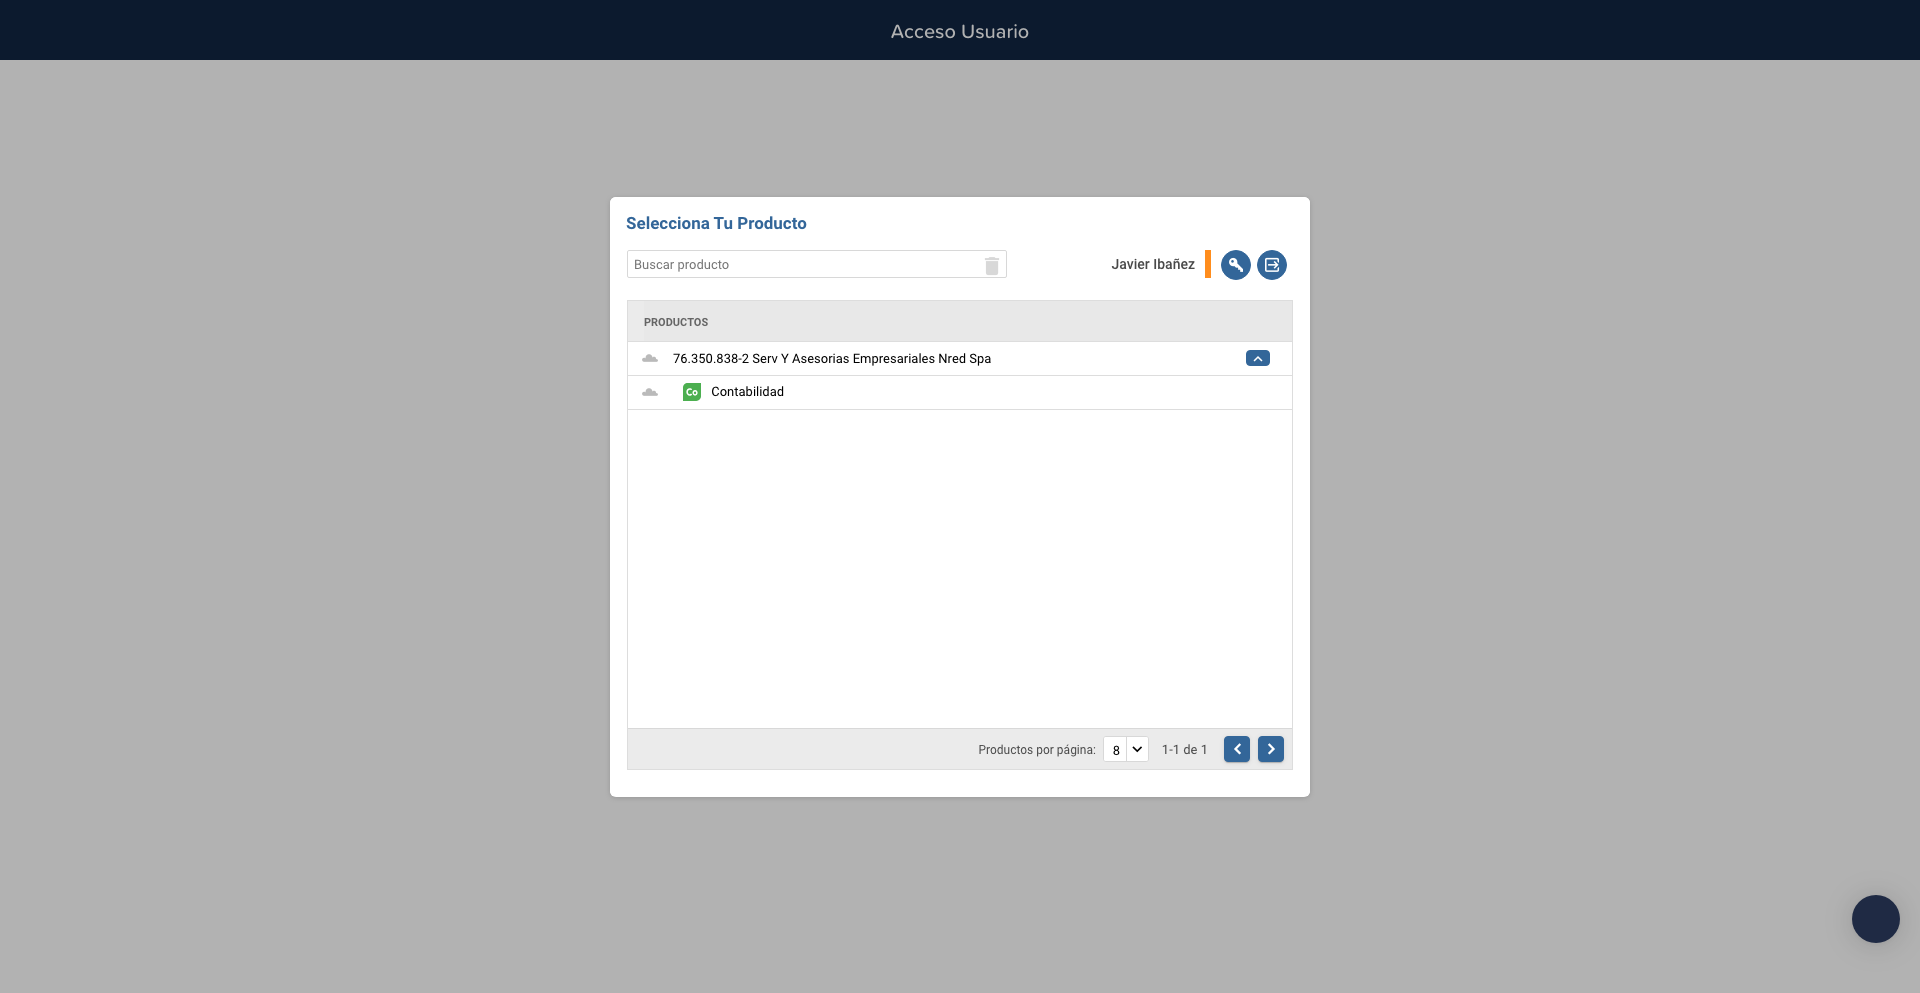 Acceso Usuario
Selecciona Tu Producto
Buscar producto
Javier Ibañez
PRODUCTOS
76.350.838-2 Serv Y Asesorias Empresariales Nred Spa
Co Contabilidad
Productos por página: 8 1-1 de 1